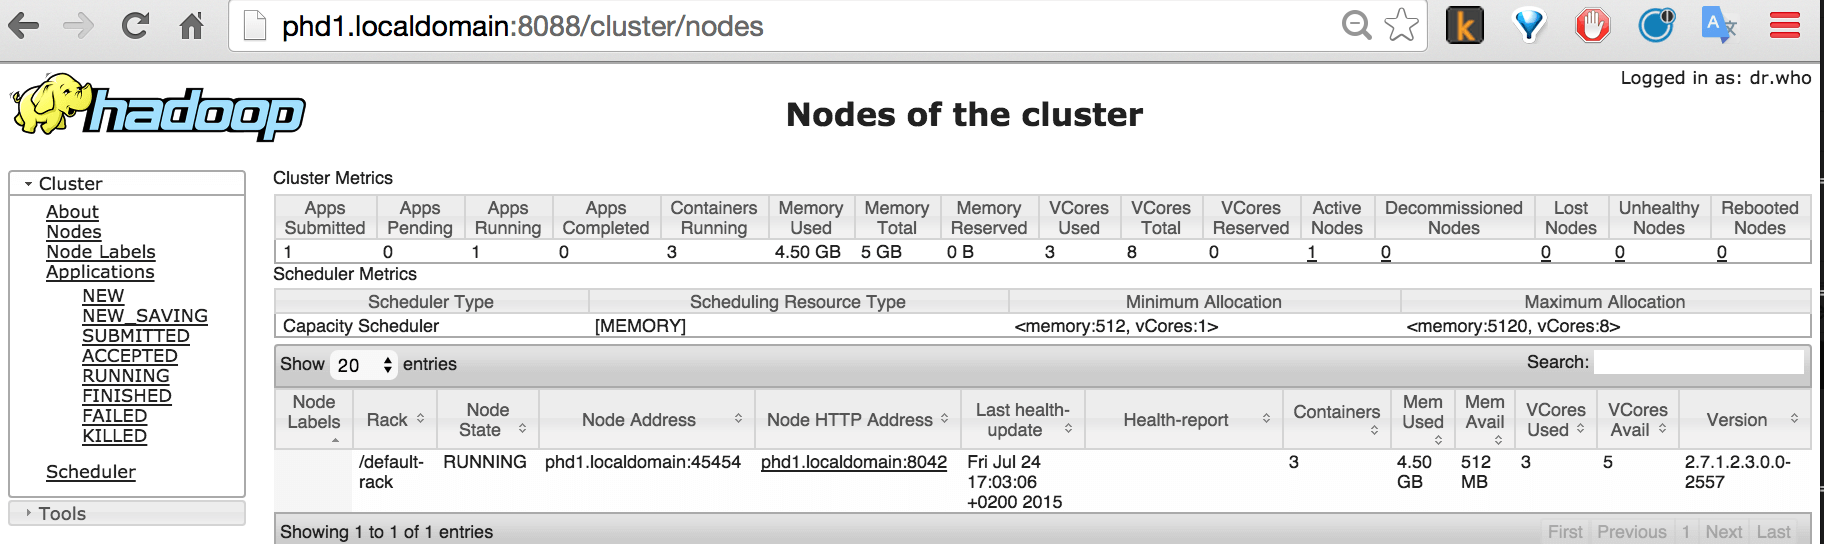 phd1.localdomain:8088/cluster/nodes
Logged in as: dr.who
hadoop
Nodes of the cluster
Cluster
About
Nodes
Node Labels
Applications
NEW
NEW_SAVING
SUBMITTED
ACCEPTED
RUNNING
FINISHED
FAILED
KILLED
Scheduler
Tools
Cluster Metrics
Apps Apps Apps Apps Containers Memory Memory Memory VCores VCores VCores Active Decommissioned Lost Unhealthy Rebooted
Submitted Pending Running Completed Running Used Total Reserved Used Total Reserved Nodes Nodes Nodes Nodes Nodes
1 0 1 0 3 4.50 GB 5 GB 0 B 3 8 0 1 0 0 0 0
Scheduler Metrics
Scheduler Type Scheduling Resource Type Minimum Allocation Maximum Allocation
Capacity Scheduler [MEMORY] <memory:512, vCores:1> <memory:5120, vCores:8>
Show 20 entries Search:
Node Labels Rack Node State Node Address Node HTTP Address Last health-update Health-report Containers Mem Used Mem Avail VCores Used VCores Avail Version
/default-rack RUNNING phd1.localdomain:45454 phd1.localdomain:8042 Fri Jul 24 17:03:06 +0200 2015 3 4.50 GB 512 MB 3 5 2.7.1.2.3.0.0-2557
Showing 1 to 1 of 1 entries First Previous 1 Next Last